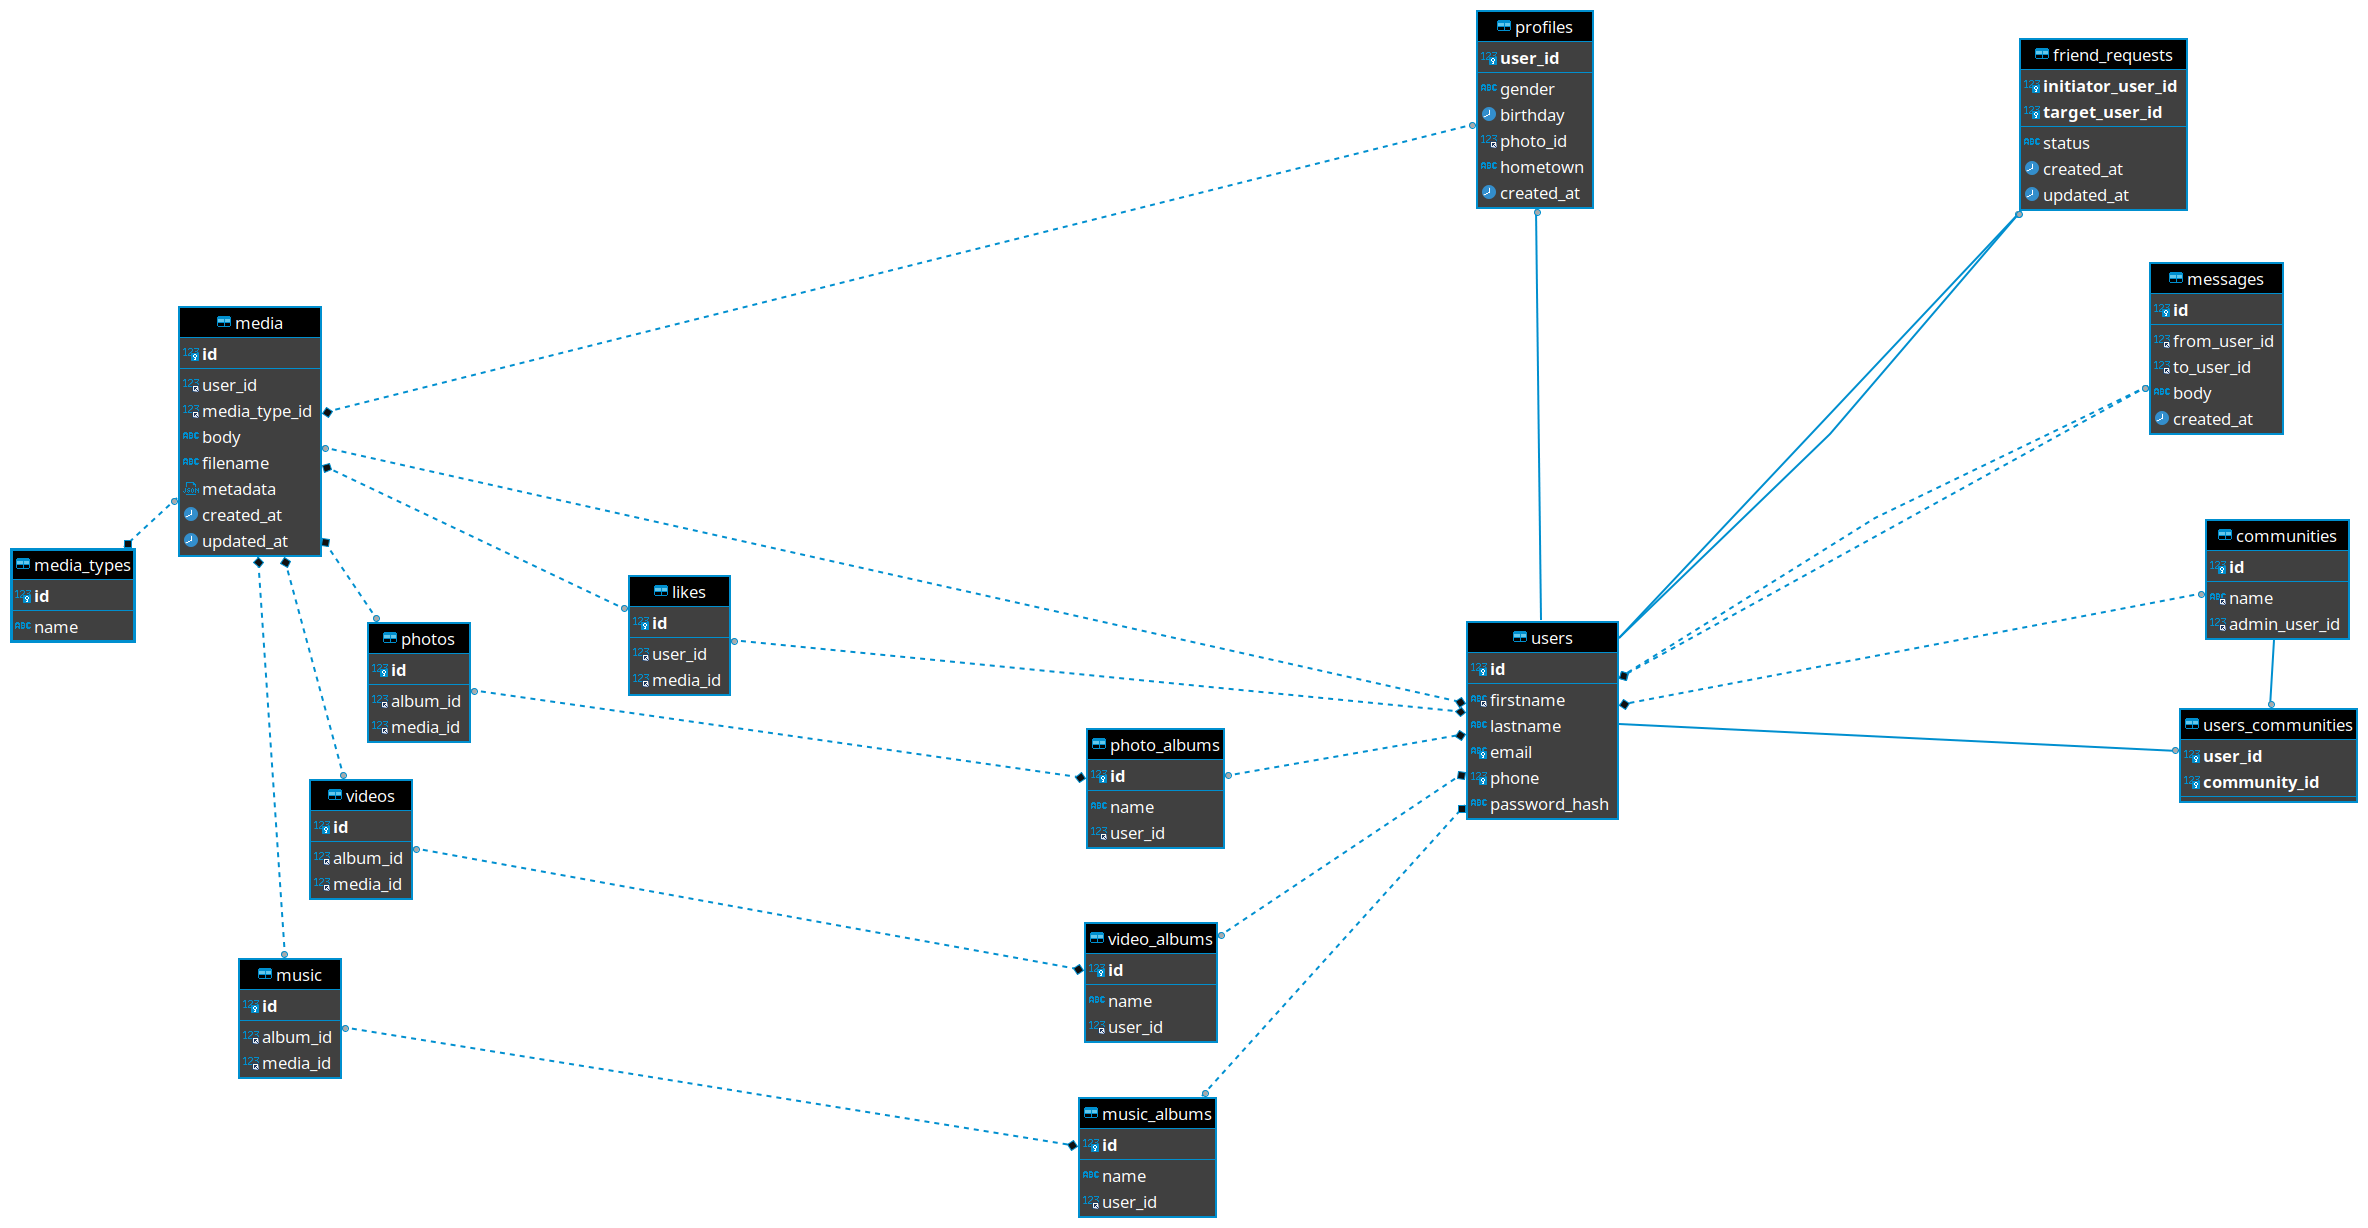 profiles
user_id
gender
birthday
photo_id
hometown
created_at
friend_requests
initiator_user_id
target_user_id
status
created_at
updated_at
messages
id
from_user_id
to_user_id
body
created_at
media
id
user_id
media_type_id
body
filename
metadata
created_at
updated_at
media_types
id
name
likes
id
user_id
media_id
photos
id
album_id
media_id
users
id
firstname
lastname
email
phone
password_hash
communities
id
name
admin_user_id
users_communities
user_id
community_id
photo_albums
id
name
user_id
videos
id
album_id
media_id
video_albums
id
name
user_id
music
id
album_id
media_id
music_albums
id
name
user_id